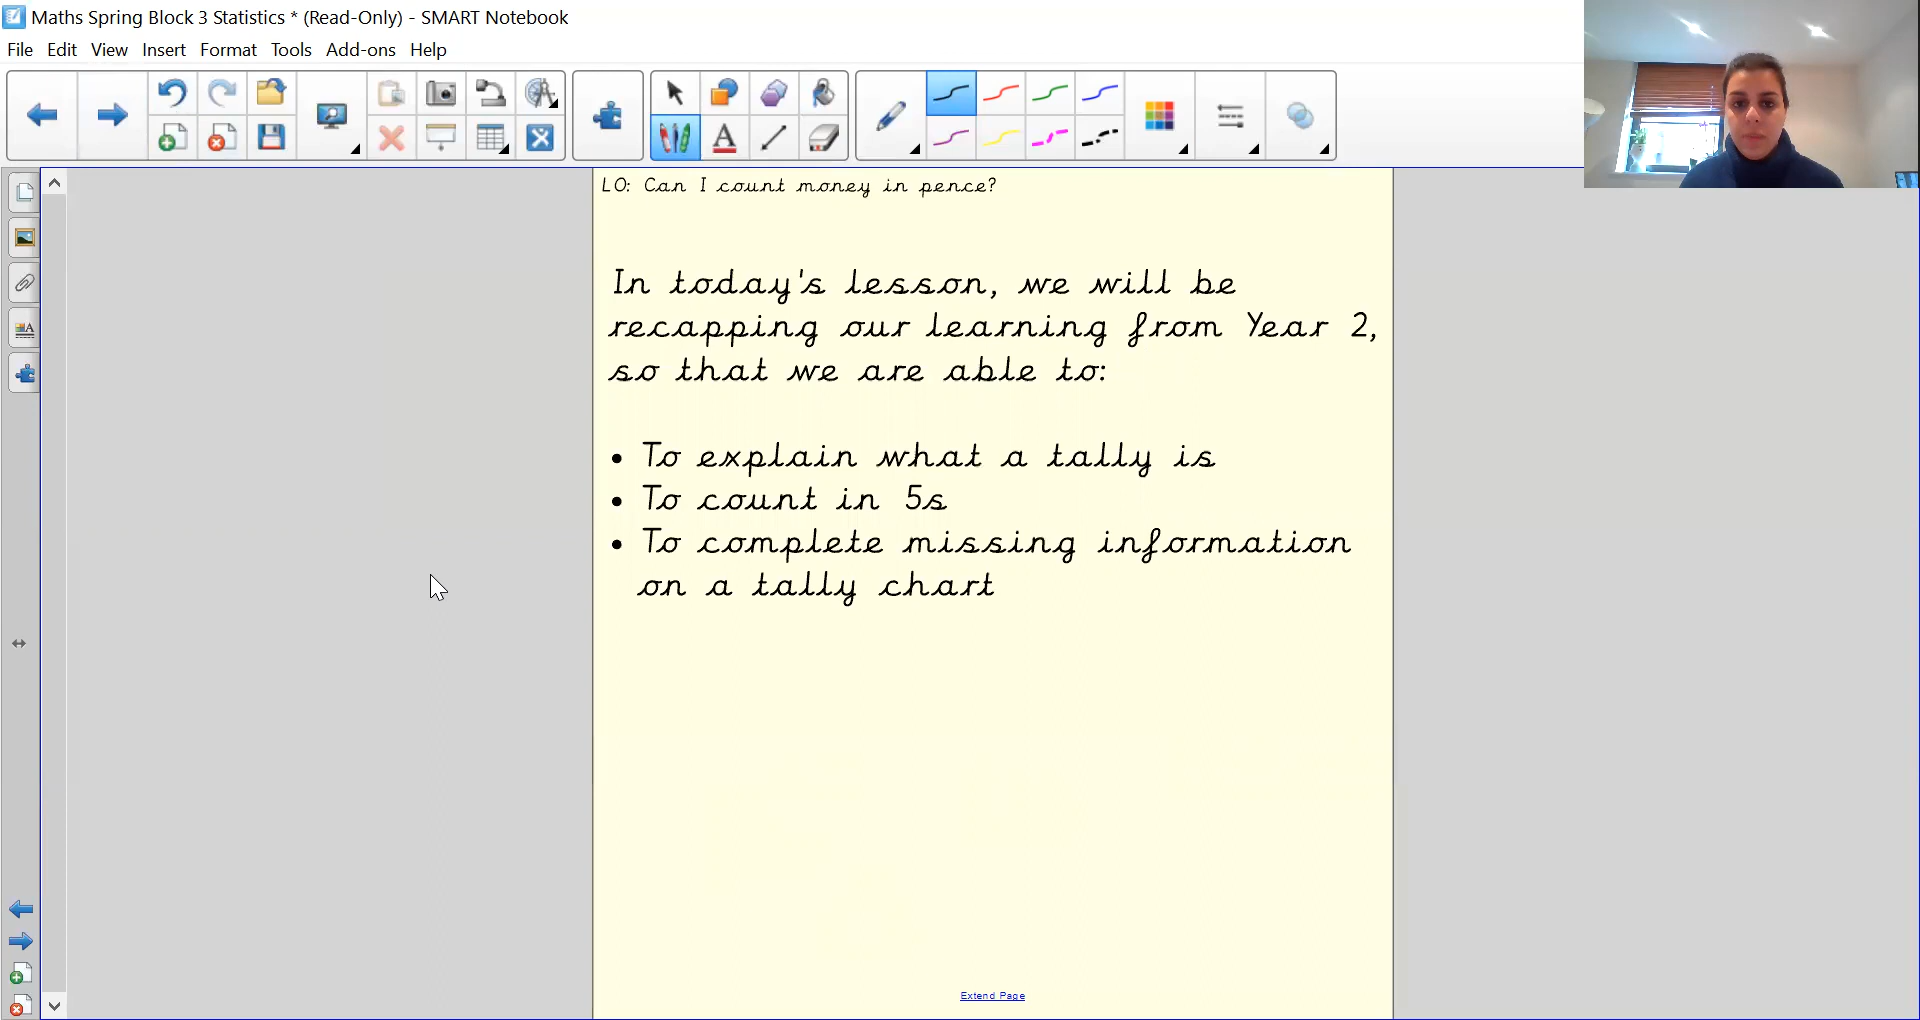 Maths Spring Block 3 Statistics * (Read-Only) - SMART Notebook
File Edit View Insert Format Tools Add-ons Help
LO: Can I count money in pence?
In today's lesson, we will be
recapping our learning from Year 2,
so that we are able to:
• To explain what a tally is
• To count in 5s
• To complete missing information
on a tally chart
Extend Page